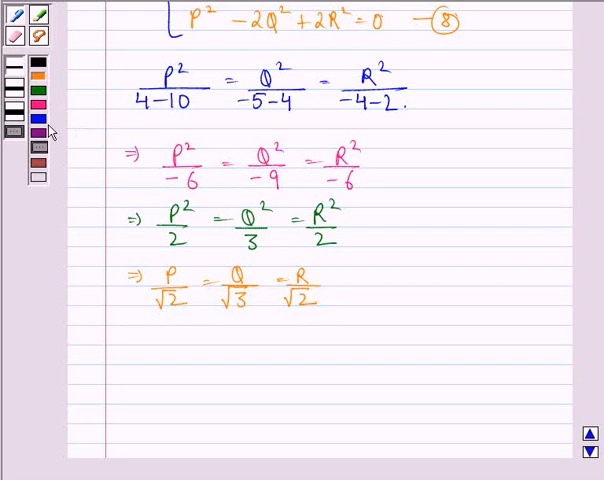 P² - 2Q² + 2R² = 0 — ⑧
P²/4-10 = Q²/-5-4 = R²/-4-2.
⇒ P²/-6 = Q²/-9 = R²/-6
⇒ P²/2 = Q²/3 = R²/2
⇒ P/√2 = Q/√3 = R/√2